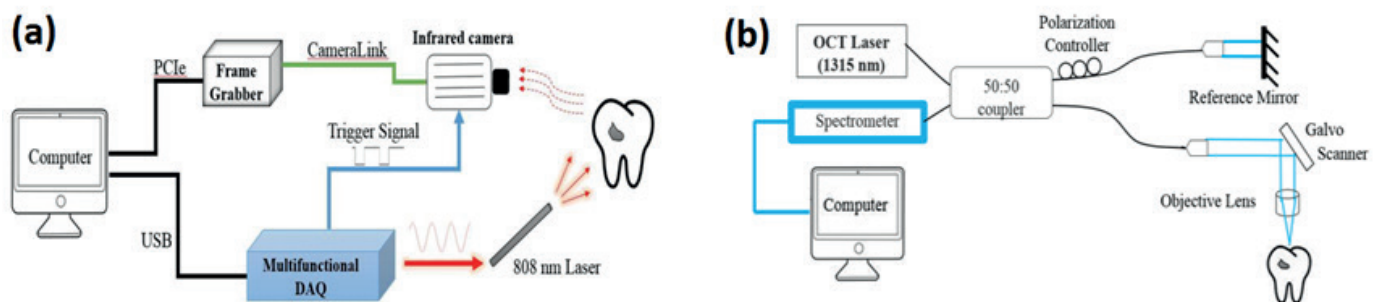 (a)
PCIe
Frame
Grabber
CameraLink
Infrared camera
Computer
Trigger Signal
USB
Multifunctional
DAQ
808 nm Laser
(b)
OCT Laser
(1315 nm)
Polarization
Controller
50:50
coupler
Reference Mirror
Spectrometer
Galvo
Scanner
Computer
Objective Lens